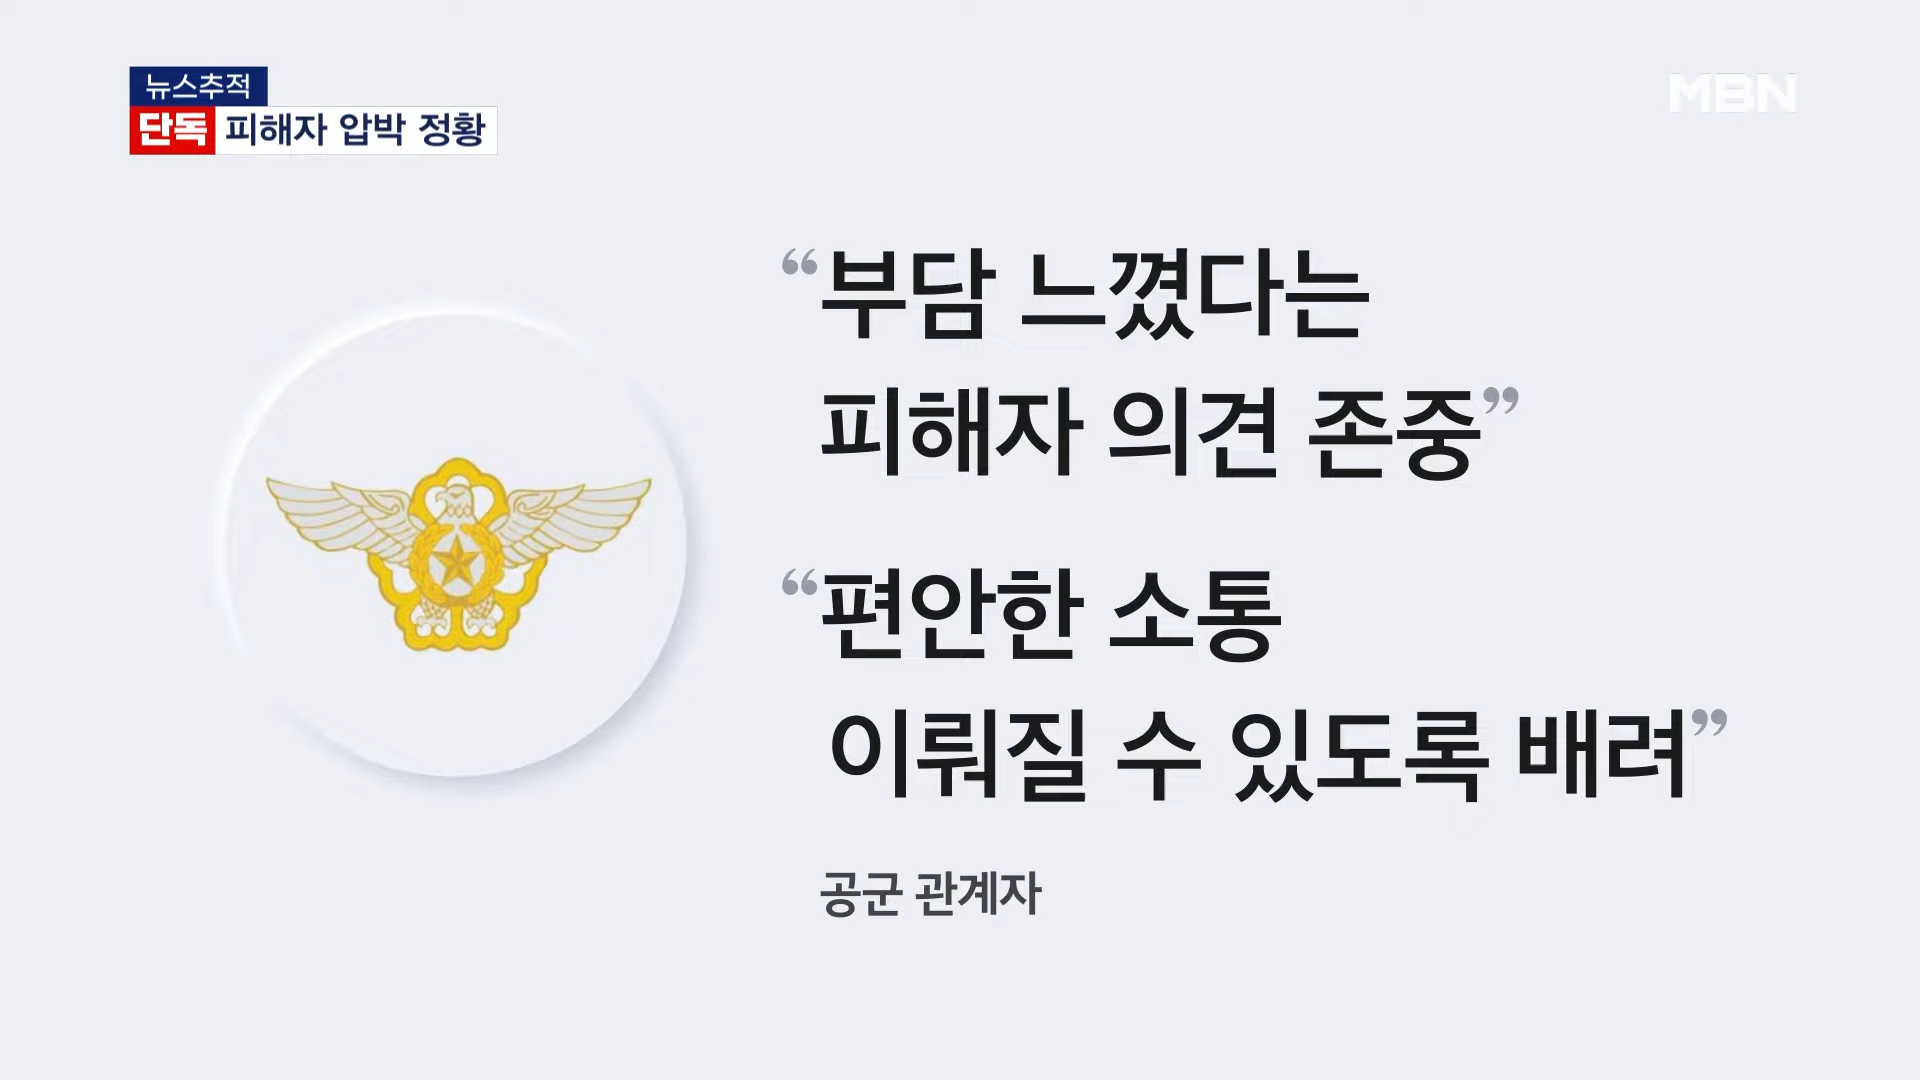 뉴스추적
단독 피해자 압박 정황
MBN
“부담 느꼈다는
피해자 의견 존중”
“편안한 소통
이뤄질 수 있도록 배려”
공군 관계자